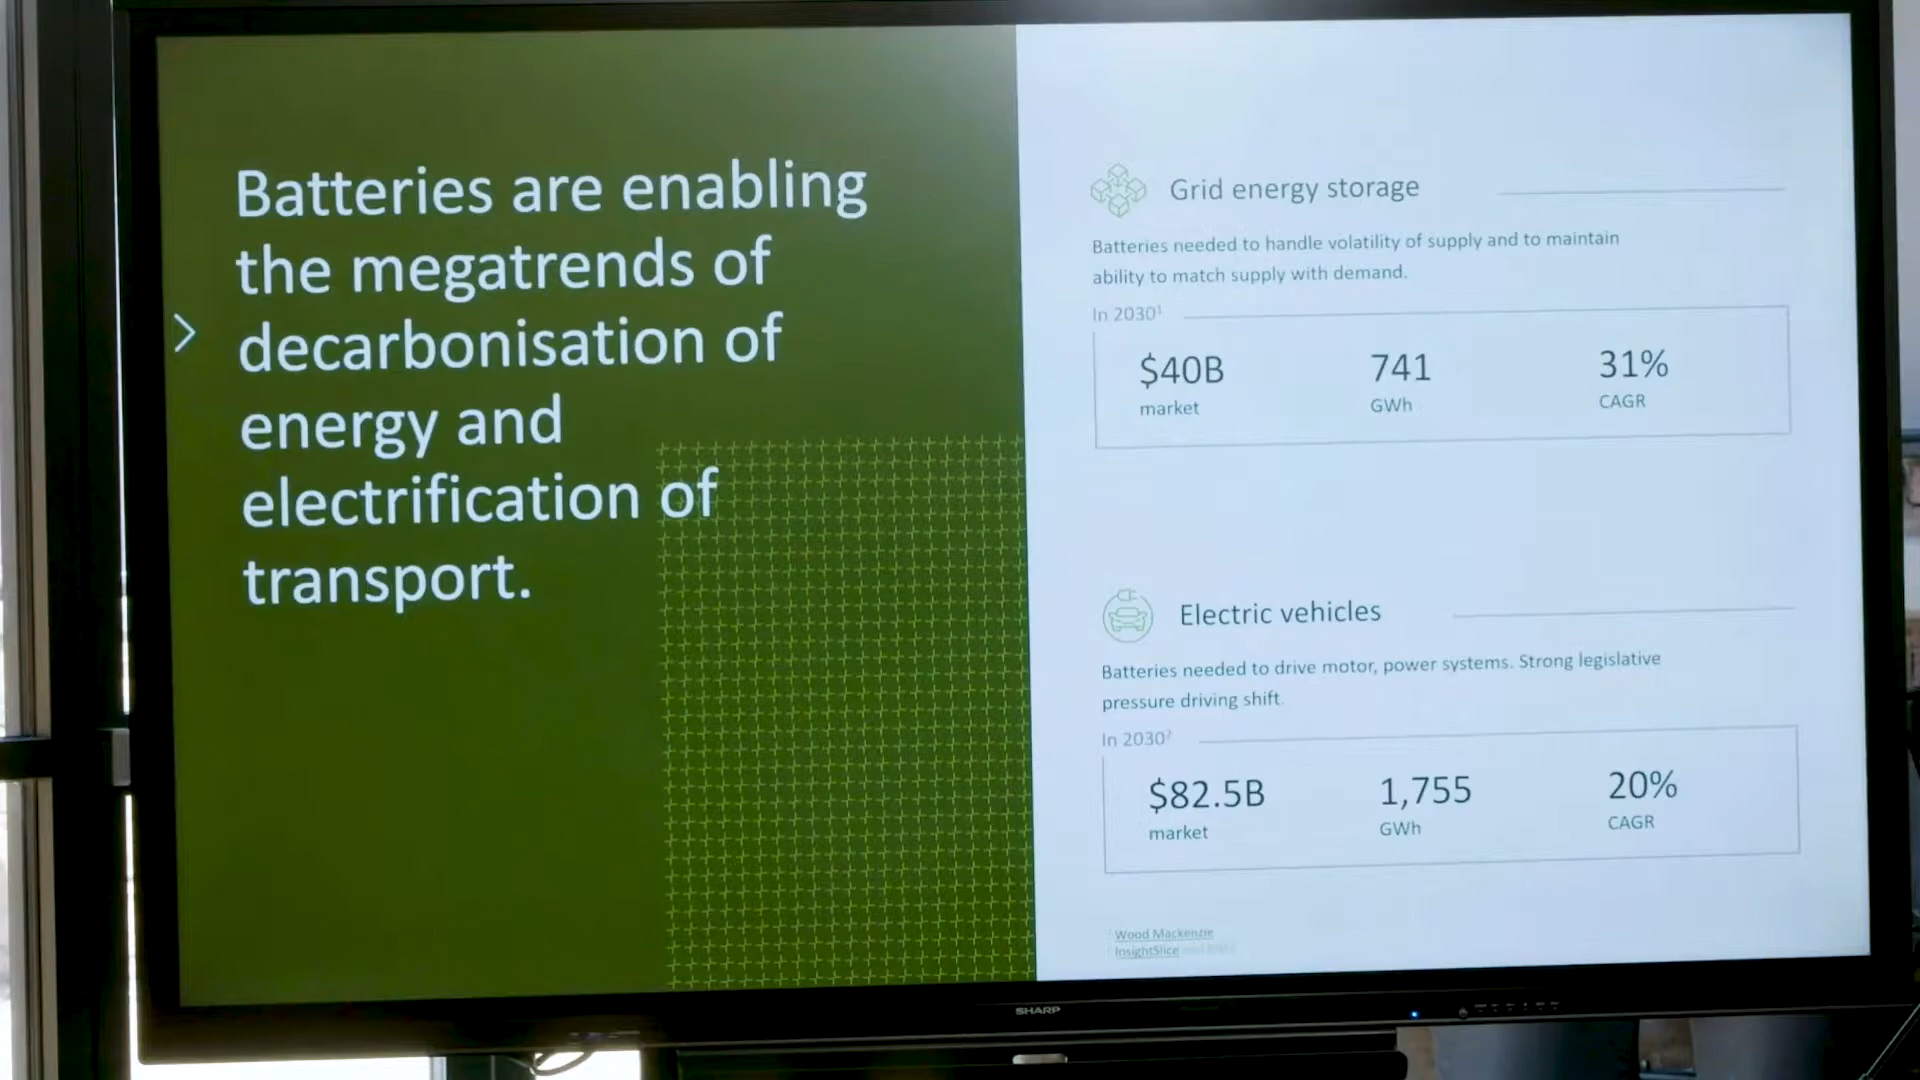 Batteries are enabling
the megatrends of
decarbonisation of
energy and
electrification of
transport.
Grid energy storage
Batteries needed to handle volatility of supply and to maintain
ability to match supply with demand.
In 2030¹
$40B
market
741
GWh
31%
CAGR
Electric vehicles
Batteries needed to drive motor, power systems. Strong legislative
pressure driving shift.
In 2030²
$82.5B
market
1,755
GWh
20%
CAGR
Wood Mackenzie
InsightSlice
SHARP